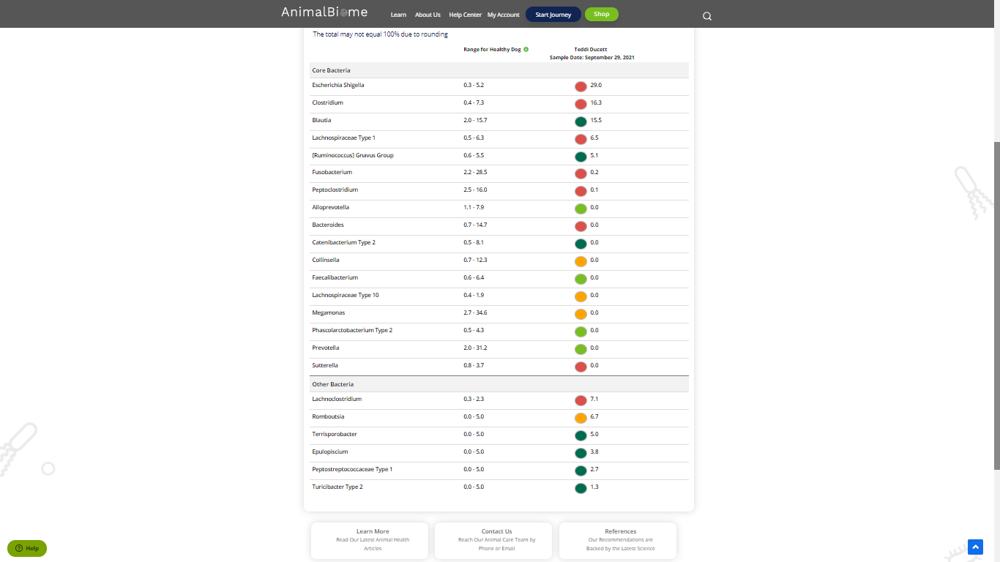 AnimalBiome
Learn About Us Help Center My Account Start Journey Shop
The total may not equal 100% due to rounding
Range for Healthy Dog Teddi Ducett
Sample Date: September 29, 2021
Core Bacteria
Escherichia Shigella 0.3 - 5.2 29.0
Clostridium 0.4 - 7.3 16.3
Blautia 2.0 - 15.7 15.5
Lachnospiraceae Type 1 0.5 - 6.3 6.5
[Ruminococcus] Gnavus Group 0.6 - 5.5 5.1
Fusobacterium 2.2 - 28.5 0.2
Peptoclostridium 2.5 - 16.0 0.1
Alloprevotella 1.1 - 7.9 0.0
Bacteroides 0.7 - 14.7 0.0
Catenibacterium Type 2 0.5 - 8.1 0.0
Collinsella 0.7 - 12.3 0.0
Faecalibacterium 0.6 - 6.4 0.0
Lachnospiraceae Type 10 0.4 - 1.9 0.0
Megamonas 2.7 - 34.6 0.0
Phascolarctobacterium Type 2 0.5 - 4.3 0.0
Prevotella 2.0 - 31.2 0.0
Sutterella 0.8 - 3.7 0.0
Other Bacteria
Lachnoclostridium 0.3 - 2.3 7.1
Romboutsia 0.0 - 5.0 6.7
Terrisporobacter 0.0 - 5.0 5.0
Epulopiscium 0.0 - 5.0 3.8
Peptostreptococcaceae Type 1 0.0 - 5.0 2.7
Turicibacter Type 2 0.0 - 5.0 1.3
Learn More
Read Our Latest Animal Health
Articles
Contact Us
Reach Our Animal Care Team by
Phone or Email
References
Our Recommendations are
Backed by the Latest Science
Help